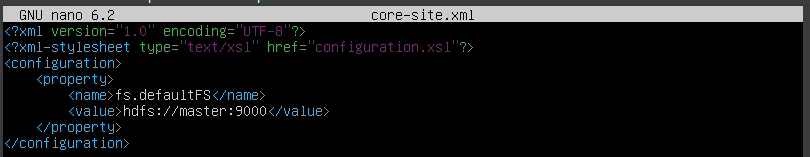 GNU nano 6.2 core-site.xml
<?xml version="1.0" encoding="UTF-8"?>
<?xml-stylesheet type="text/xsl" href="configuration.xsl"?>
<configuration>
    <property>
        <name>fs.defaultFS</name>
        <value>hdfs://master:9000</value>
    </property>
</configuration>